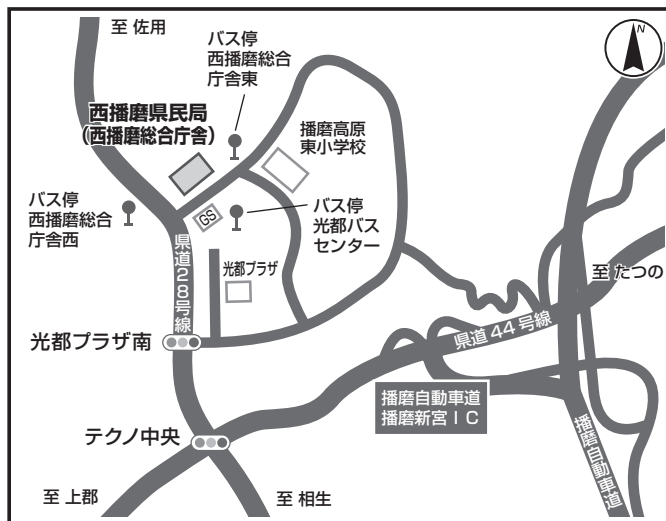 至 佐用
バス停
西播磨総合
庁舎東
N
西播磨県民局
（西播磨総合庁舎）
播磨高原
東小学校
バス停
西播磨総合
庁舎西
GS
バス停
光都バス
センター
県道28号線
光都プラザ
至 たつの
光都プラザ南
県道44号線
播磨自動車道
播磨新宮IC
播磨自動車道
テクノ中央
至 上郡
至 相生